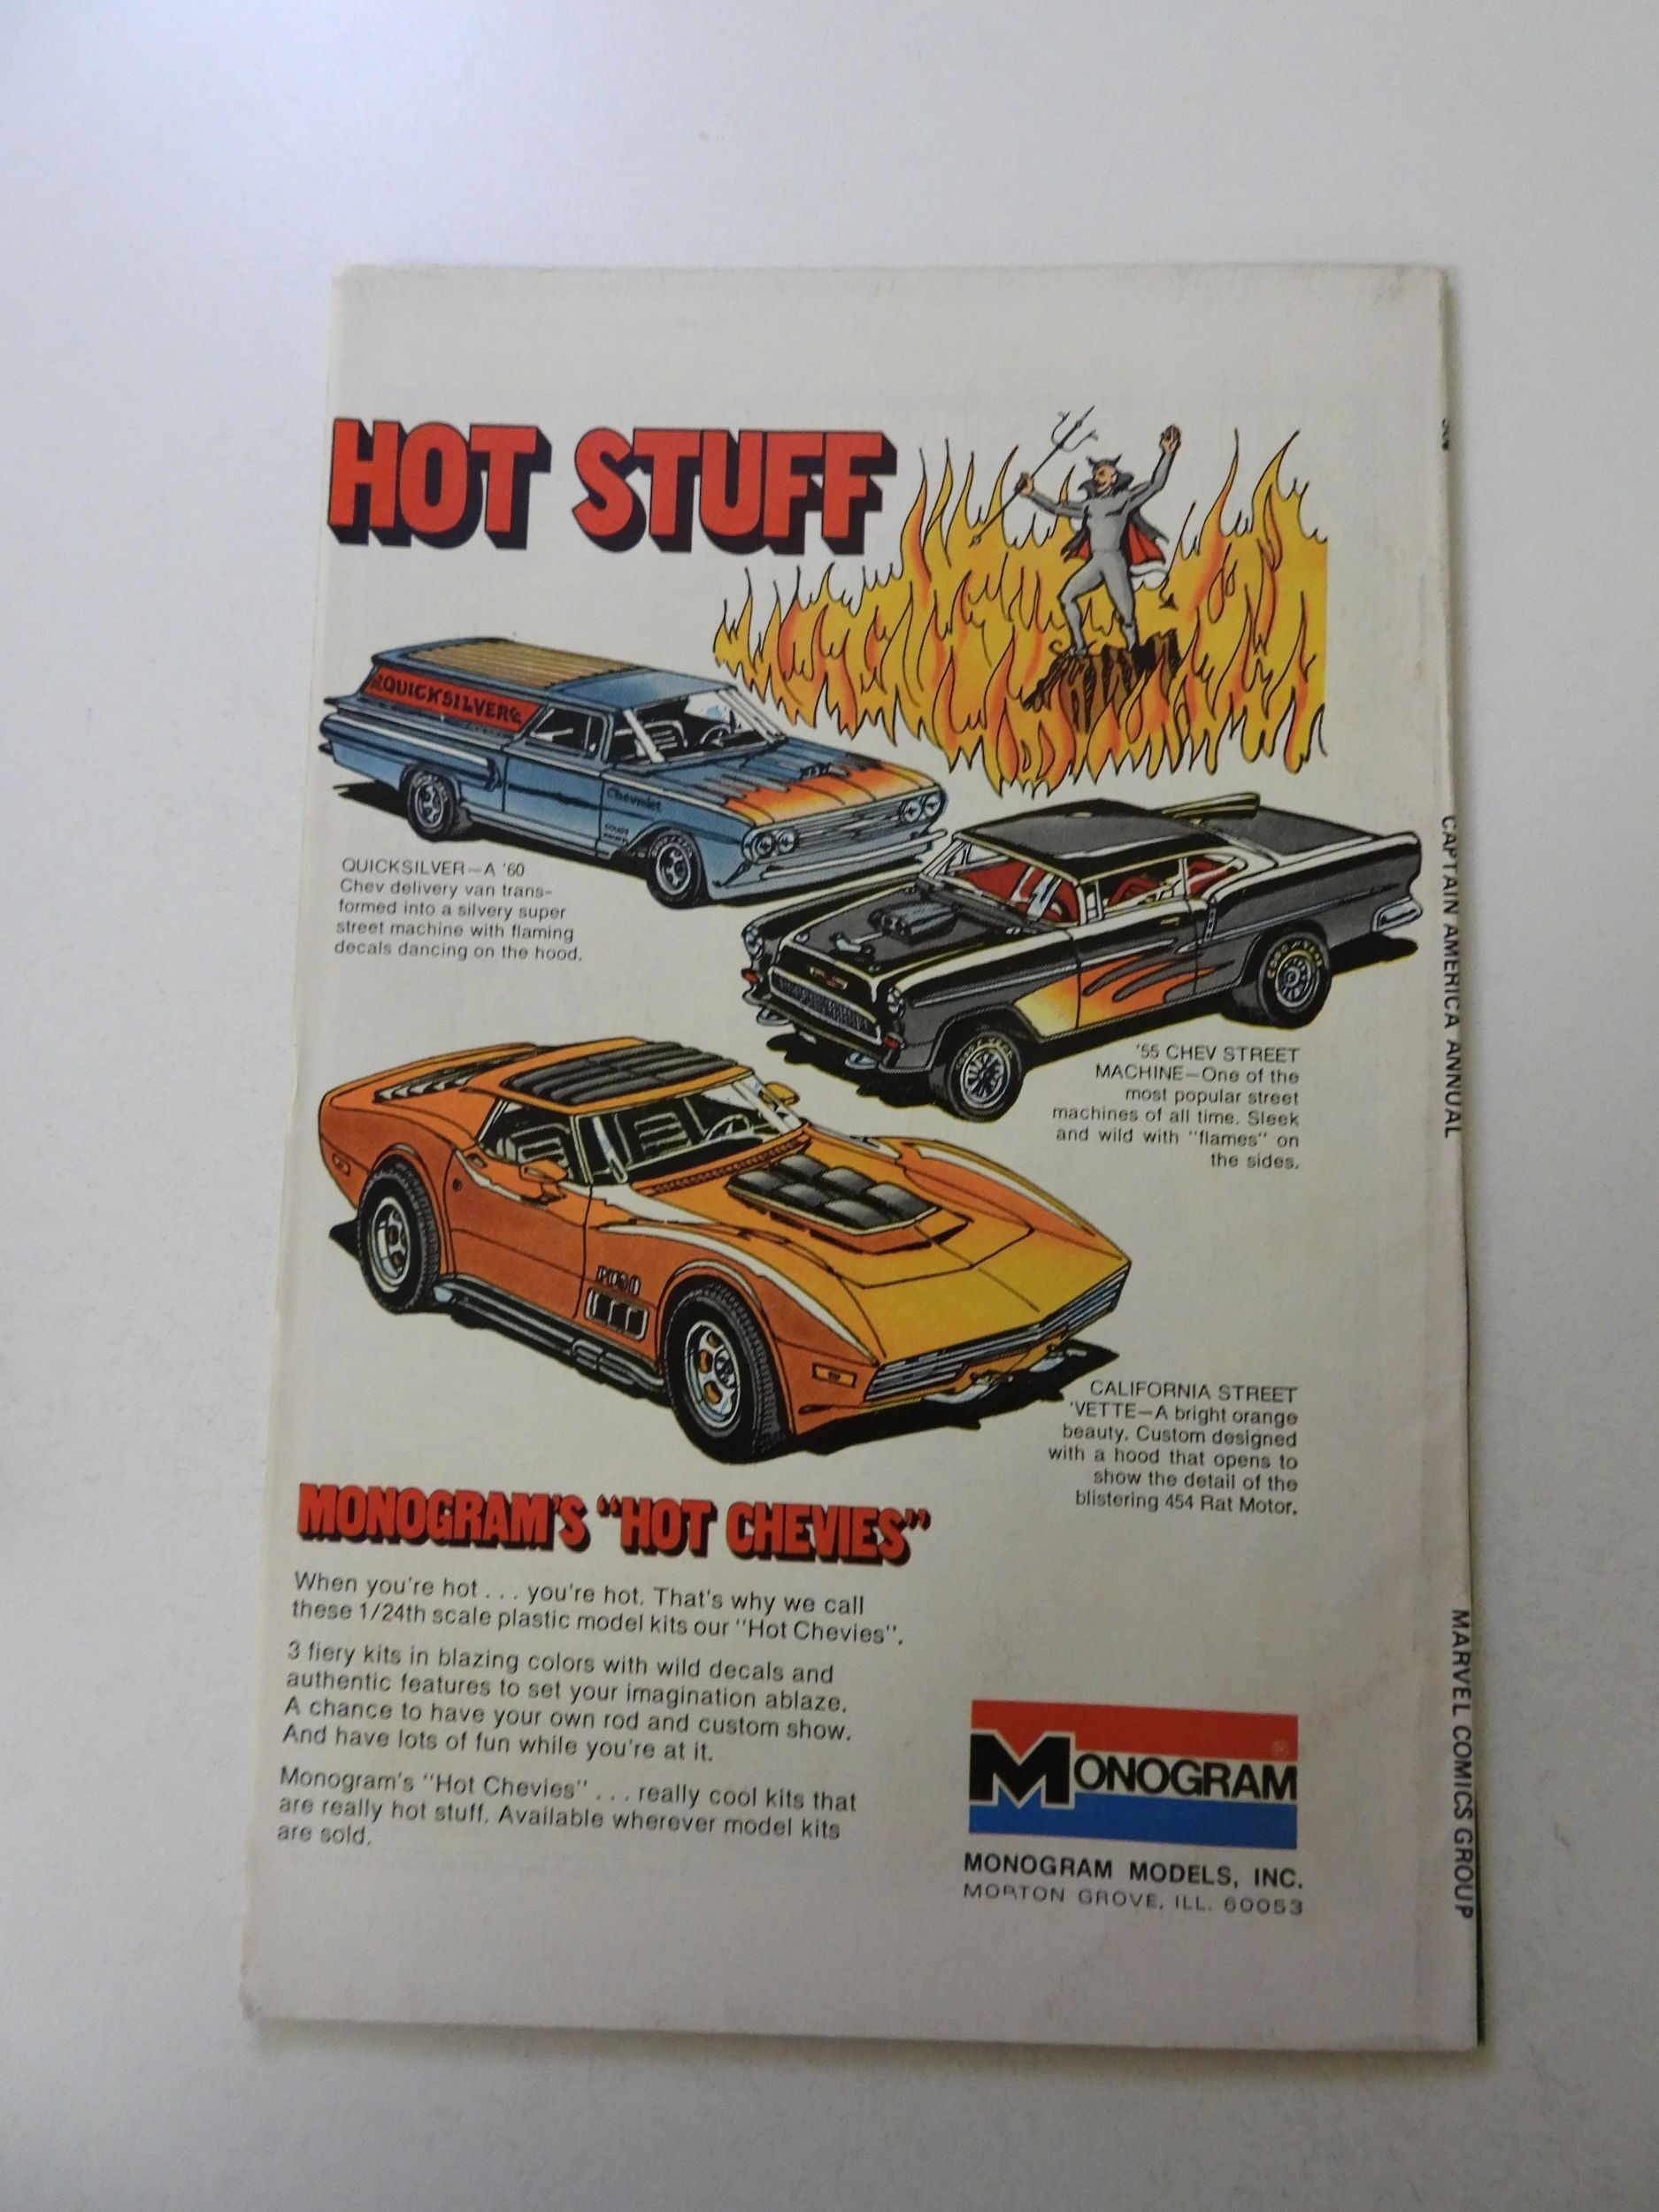 HOT STUFF
QUICKSILVER
Chevrolet
QUICKSILVER—A '60
Chev delivery van trans-
formed into a silvery super
street machine with flaming
decals dancing on the hood.
'55 CHEV STREET
MACHINE—One of the
most popular street
machines of all time. Sleek
and wild with "flames" on
the sides.
CALIFORNIA STREET
'VETTE—A bright orange
beauty. Custom designed
with a hood that opens to
show the detail of the
blistering 454 Rat Motor.
MONOGRAM'S "HOT CHEVIES"
When you're hot . . . you're hot. That's why we call
these 1/24th scale plastic model kits our "Hot Chevies".
3 fiery kits in blazing colors with wild decals and
authentic features to set your imagination ablaze.
A chance to have your own rod and custom show.
And have lots of fun while you're at it.
Monogram's "Hot Chevies" . . . really cool kits that
are really hot stuff. Available wherever model kits
are sold.
MONOGRAM ®
MONOGRAM MODELS, INC.
MORTON GROVE, ILL. 60053
CAPTAIN AMERICA ANNUAL
MARVEL COMICS GROUP